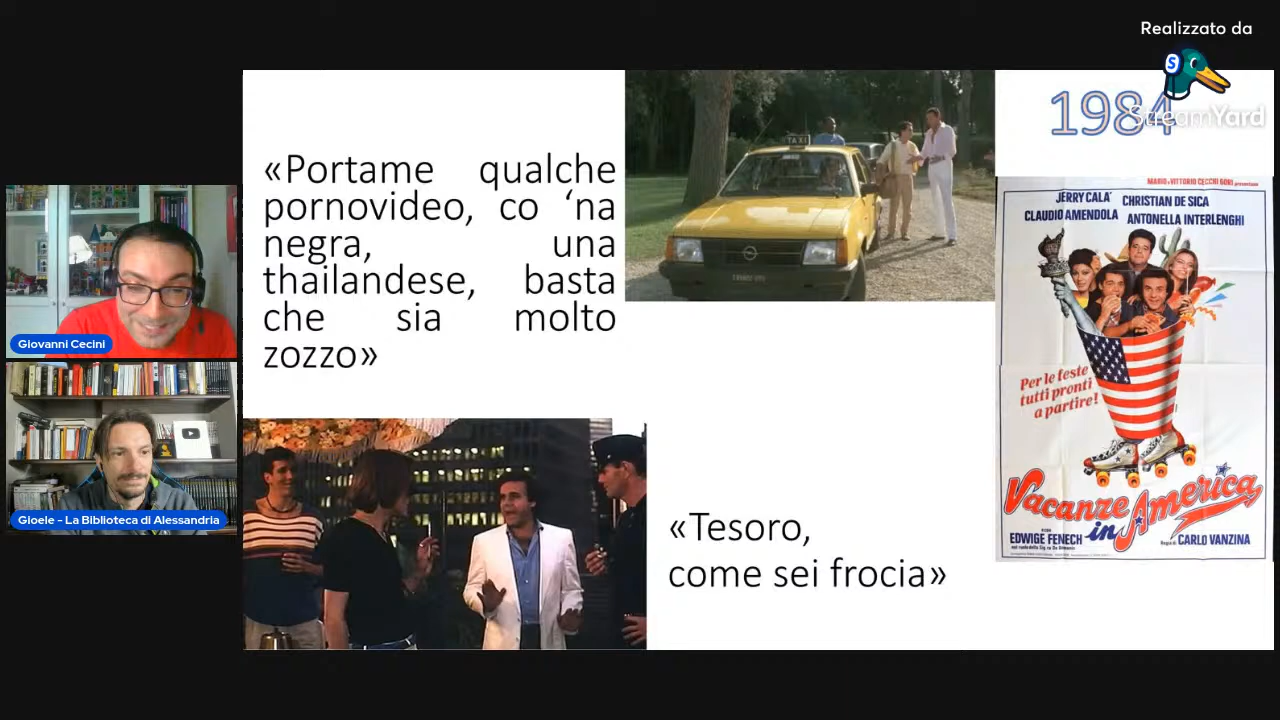 Realizzato da
StreamYard
1984
«Portame qualche
pornovideo, co ‘na
negra, una
thailandese, basta
che sia molto
zozzo»
TAXI
MARIO e VITTORIO CECCHI GORI presentano
JERRY CALA'
CHRISTIAN DE SICA
CLAUDIO AMENDOLA
ANTONELLA INTERLENGHI
Per le feste
tutti pronti
a partire!
Vacanze
in America
EDWIGE FENECH
Regia di CARLO VANZINA
Giovanni Cecini
Gioele - La Biblioteca di Alessandria
«Tesoro,
come sei frocia»